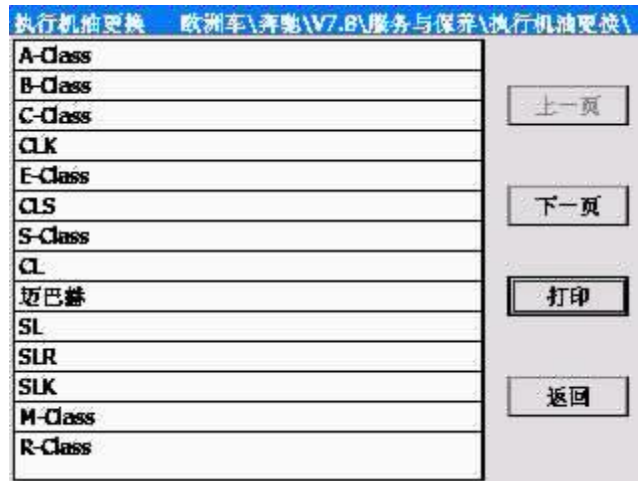 执行机油更换 欧洲车\奔驰\V7.8\服务与保养\执行机油更换\
A-Class
B-Class
C-Class
CLK
E-Class
CLS
S-Class
CL
迈巴赫
SL
SLR
SLK
M-Class
R-Class
上一页
下一页
打印
返回